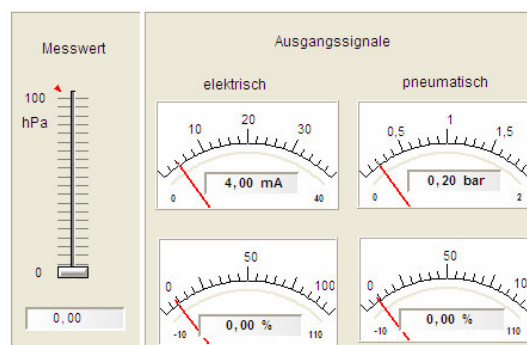 Messwert
100
hPa
0
0,00
Ausgangssignale
elektrisch
pneumatisch
10 20 30
4,00 mA
0 40
0,5 1 1,5
0,20 bar
0 2
0 50 100
0,00 %
-10 110
0 50
0,00 %
-10 110